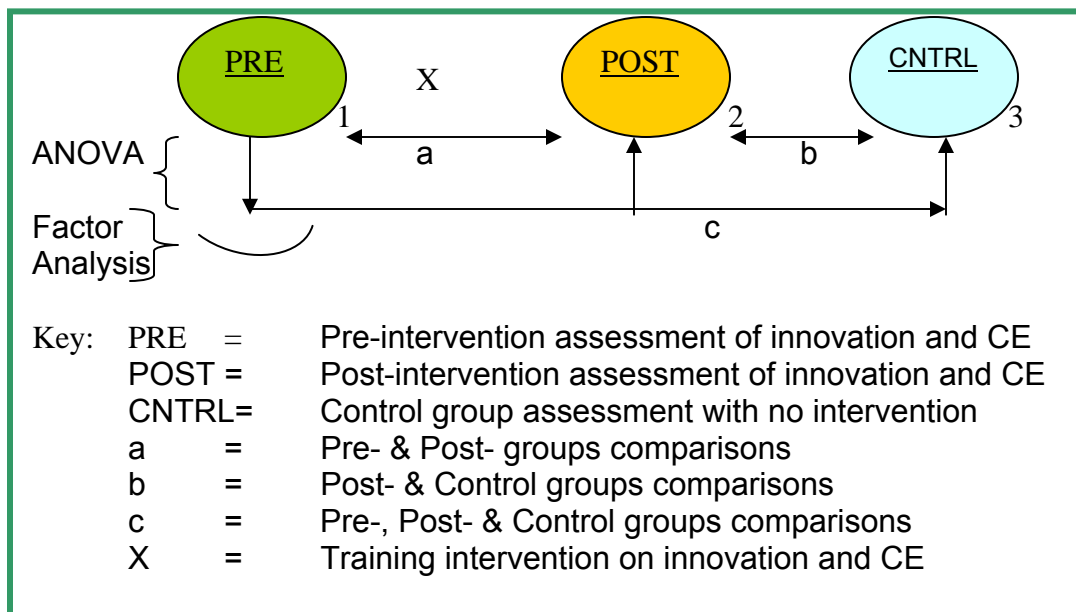 PRE
X
POST
CNTRL
1
2
3
a
b
ANOVA
c
Factor
Analysis
Key: PRE = Pre-intervention assessment of innovation and CE
POST = Post-intervention assessment of innovation and CE
CNTRL= Control group assessment with no intervention
a = Pre- & Post- groups comparisons
b = Post- & Control groups comparisons
c = Pre-, Post- & Control groups comparisons
X = Training intervention on innovation and CE